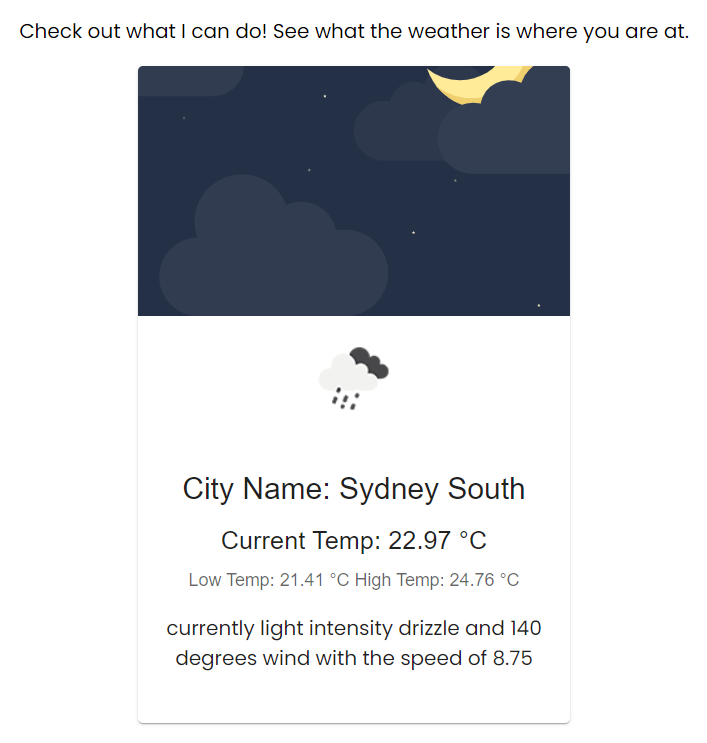 Check out what I can do! See what the weather is where you are at.
City Name: Sydney South
Current Temp: 22.97 °C
Low Temp: 21.41 °C High Temp: 24.76 °C
currently light intensity drizzle and 140
degrees wind with the speed of 8.75